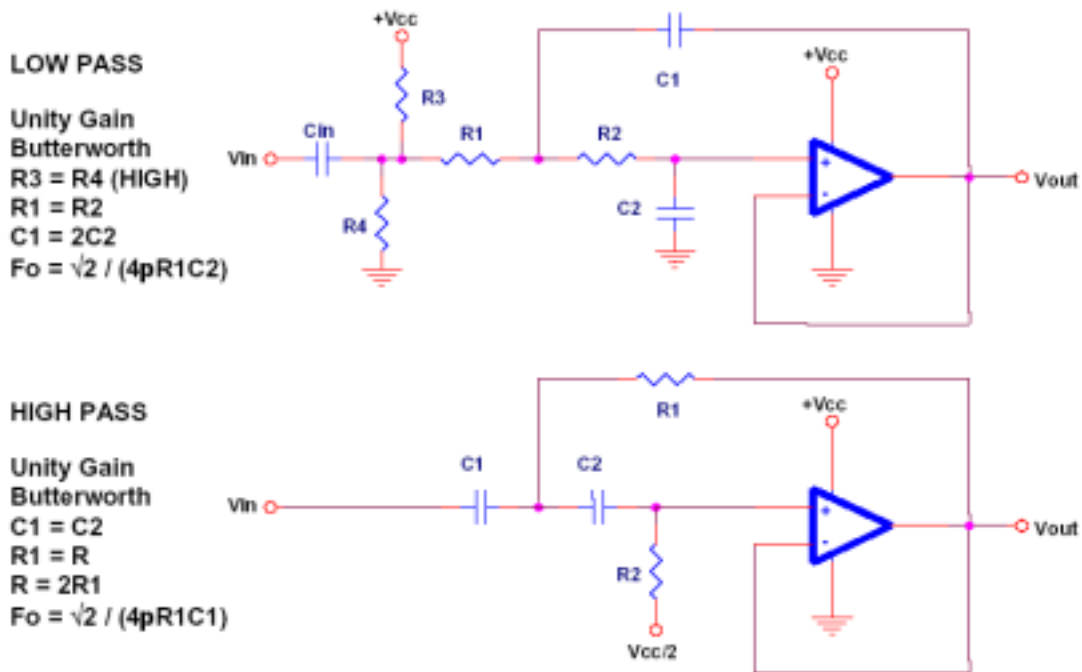 LOW PASS
Unity Gain
Butterworth
R3 = R4 (HIGH)
R1 = R2
C1 = 2C2
Fo = √2 / (4pR1C2)
+Vcc
R3
Cin
Vin
R4
R1
R2
C1
C2
+Vcc
+
-
Vout
HIGH PASS
Unity Gain
Butterworth
C1 = C2
R1 = R
R = 2R1
Fo = √2 / (4pR1C1)
Vin
C1
C2
R1
R2
Vcc/2
+Vcc
+
-
Vout